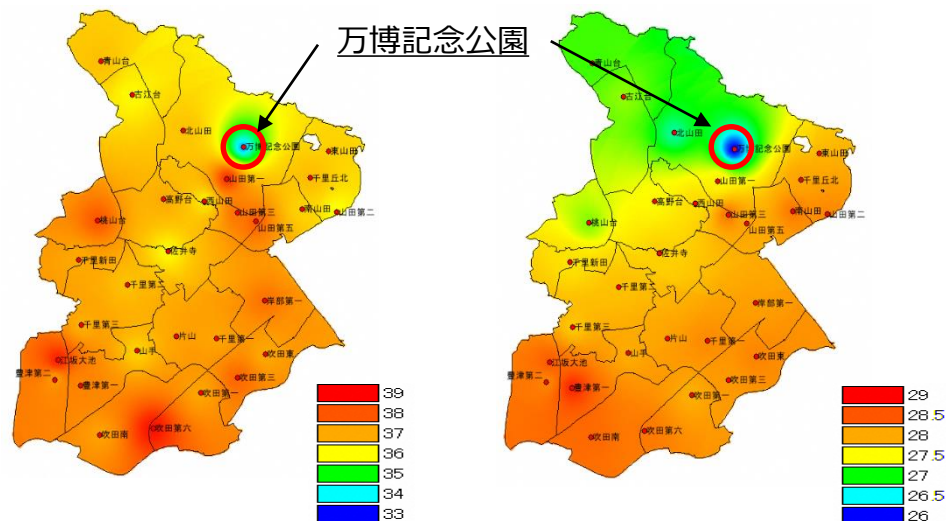 万博記念公園
青山台
古江台
北山田
万博記念公園
東山田
山田第一
千里丘北
高野台
西山田
南山田
山田第二
桃山台
山田第三
山田第五
佐井寺
千里新田
千里第二
岸部第一
千里第三
片山
千里第一
山手
江坂大池
吹田東
豊津第二
豊津第一
吹田第三
吹田第一
吹田南
吹田第六
39
38
37
36
35
34
33
青山台
古江台
北山田
万博記念公園
東山田
山田第一
千里丘北
高野台
西山田
南山田
山田第二
桃山台
山田第三
山田第五
佐井寺
千里新田
千里第二
岸部第一
千里第三
片山
千里第一
山手
江坂大池
吹田東
豊津第二
豊津第一
吹田第三
吹田第一
吹田南
吹田第六
29
28.5
28
27.5
27
26.5
26